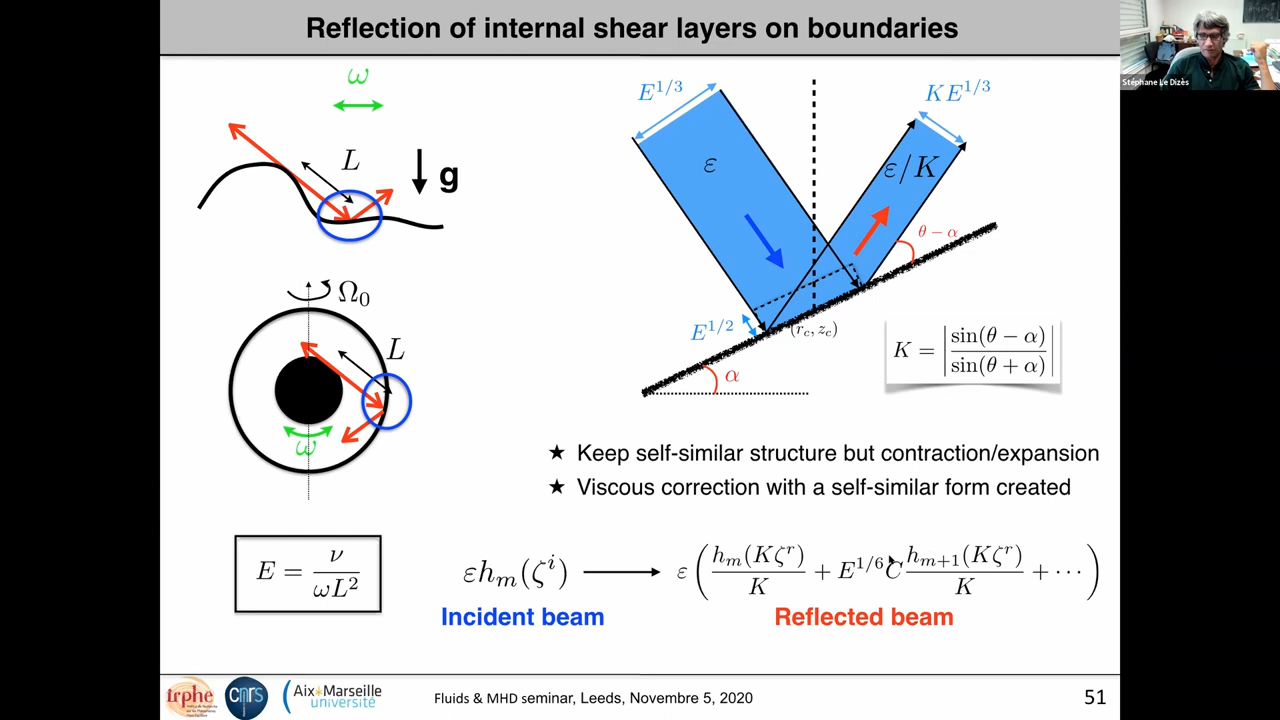 Reflection of internal shear layers on boundaries
Stéphane Le Dizès
ω
L
g
Ω₀
L
ω
E^{1/3}
KE^{1/3}
ε
ε/K
θ − α
E^{1/2}
(r_c, z_c)
α
K = |sin(θ − α) / sin(θ + α)|
★ Keep self-similar structure but contraction/expansion
★ Viscous correction with a self-similar form created
E = ν / ωL²
εh_m(ζ^i) ⟶ ε( h_m(Kζ^r) / K + E^{1/6} C h_{m+1}(Kζ^r) / K + ⋯ )
Incident beam
Reflected beam
irphe
cnrs
Aix*Marseille
université
Fluids & MHD seminar, Leeds, Novembre 5, 2020
51